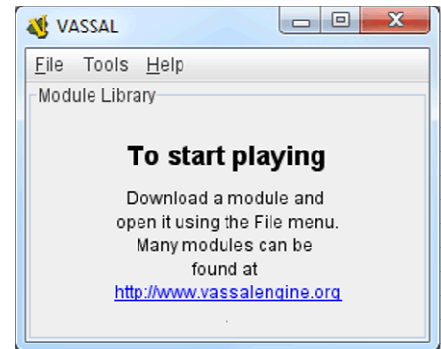 VASSAL
File Tools Help
Module Library
To start playing
Download a module and
open it using the File menu.
Many modules can be
found at
http://www.vassalengine.org
.